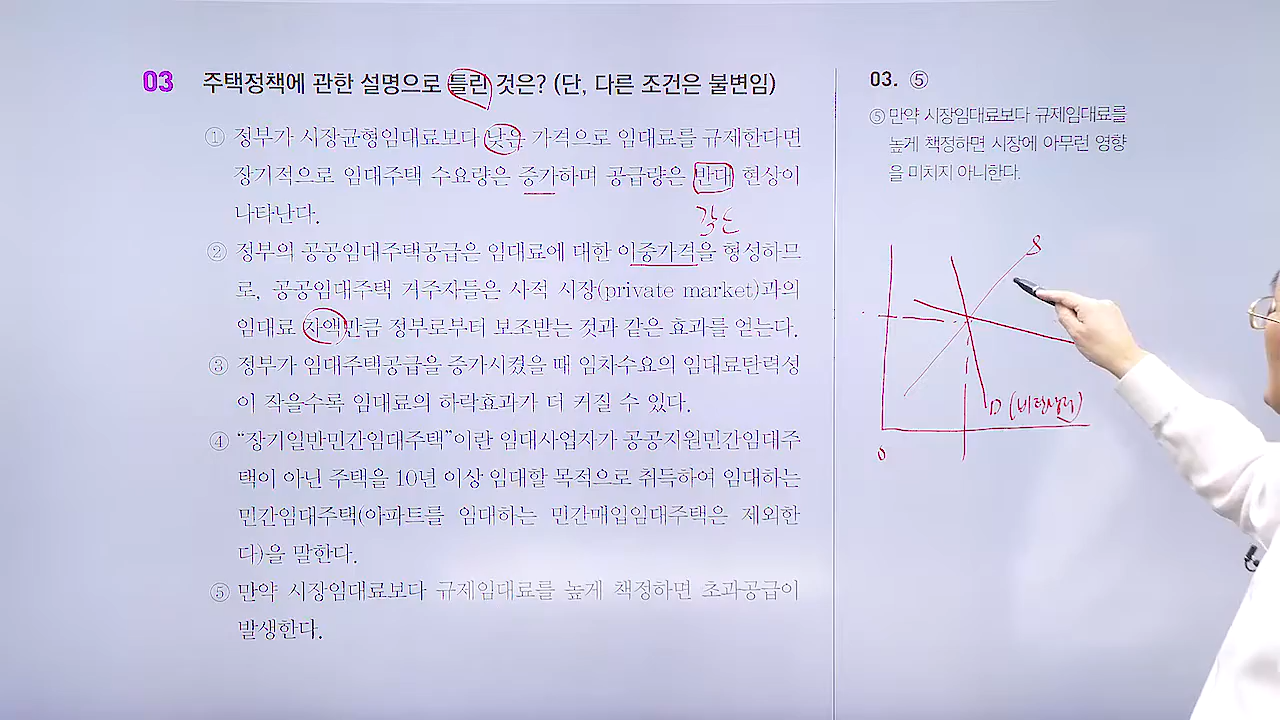 03 주택정책에 관한 설명으로 틀린 것은? (단, 다른 조건은 불변임)
① 정부가 시장균형임대료보다 낮은 가격으로 임대료를 규제한다면
장기적으로 임대주택 수요량은 증가하며 공급량은 반대 현상이
나타난다.
② 정부의 공공임대주택공급은 임대료에 대한 이중가격을 형성하므
로, 공공임대주택 거주자들은 사적 시장(private market)과의
임대료 차액만큼 정부로부터 보조받는 것과 같은 효과를 얻는다.
③ 정부가 임대주택공급을 증가시켰을 때 임차수요의 임대료탄력성
이 작을수록 임대료의 하락효과가 더 커질 수 있다.
④ “장기일반민간임대주택”이란 임대사업자가 공공지원민간임대주
택이 아닌 주택을 10년 이상 임대할 목적으로 취득하여 임대하는
민간임대주택(아파트를 임대하는 민간매입임대주택은 제외한
다)을 말한다.
⑤ 만약 시장임대료보다 규제임대료를 높게 책정하면 초과공급이
발생한다.
03. ⑤
⑤ 만약 시장임대료보다 규제임대료를
높게 책정하면 시장에 아무런 영향
을 미치지 아니한다.
S
D (비탄력)
0